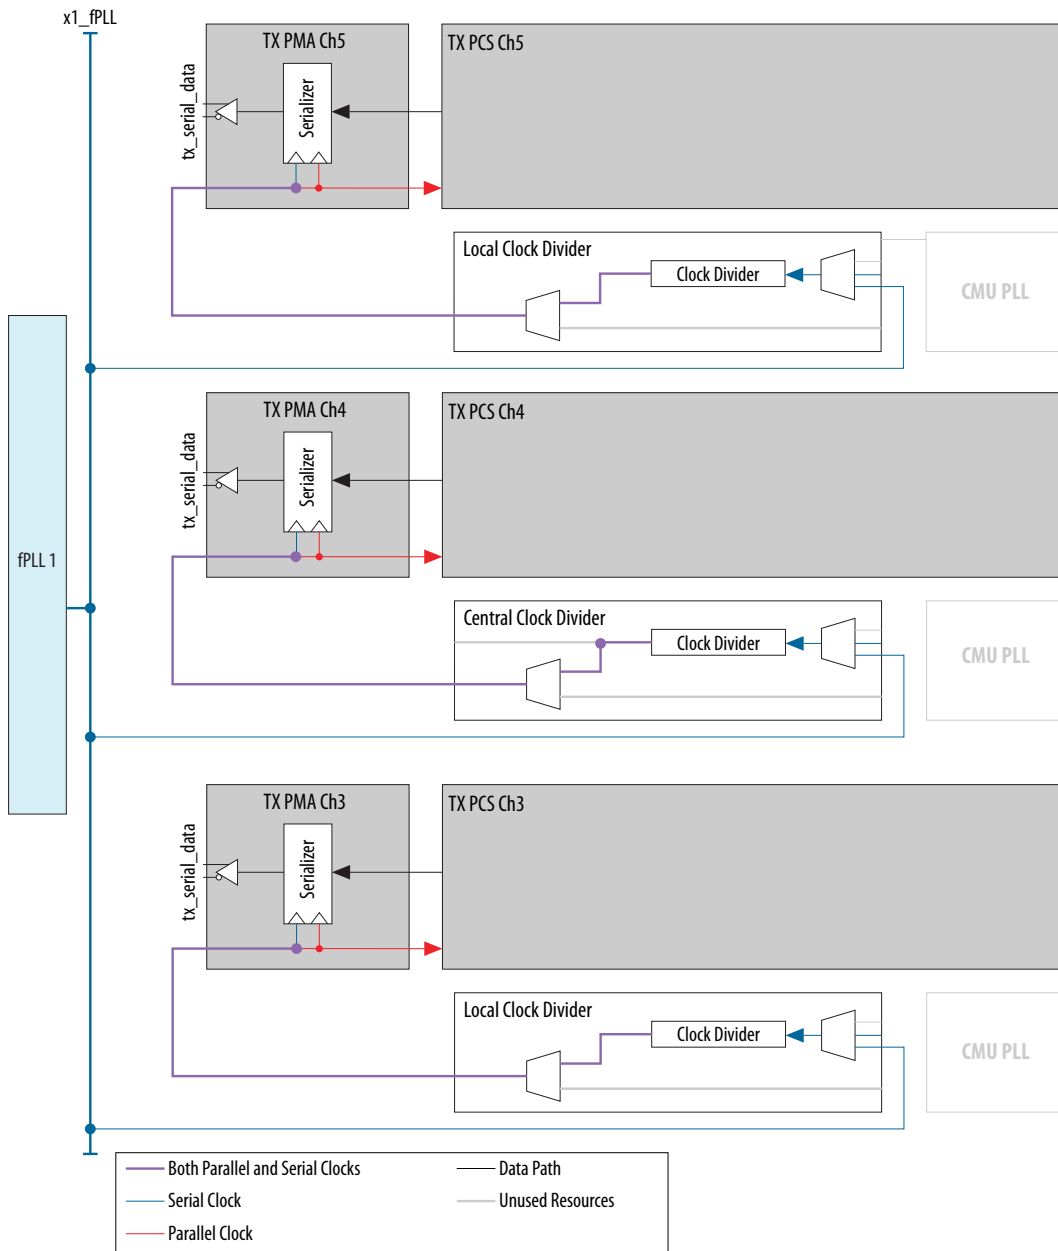 x1_fPLL
TX PMA Ch5
TX PCS Ch5
tx_serial_data
Serializer
Local Clock Divider
Clock Divider
CMU PLL
fPLL 1
TX PMA Ch4
TX PCS Ch4
tx_serial_data
Serializer
Central Clock Divider
Clock Divider
CMU PLL
TX PMA Ch3
TX PCS Ch3
tx_serial_data
Serializer
Local Clock Divider
Clock Divider
CMU PLL
Both Parallel and Serial Clocks
Data Path
Serial Clock
Unused Resources
Parallel Clock